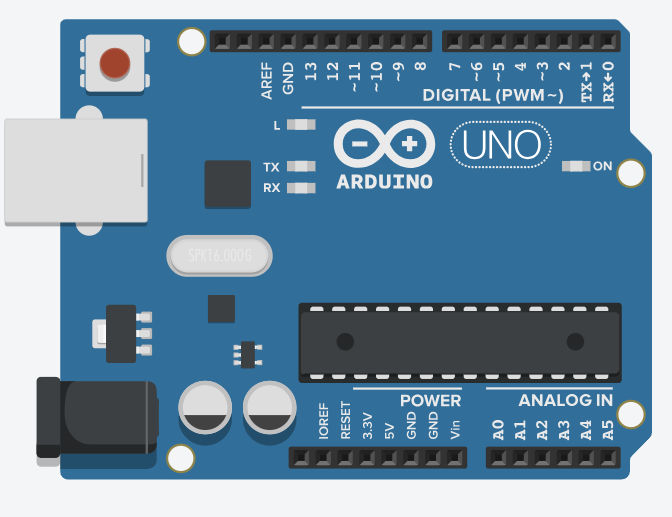 AREF
GND
13
12
~11
~10
~9
8
7
~6
~5
4
~3
2
TX→1
RX←0
DIGITAL (PWM~)
L
TX
RX
ARDUINO
UNO
ON
SPK16.000G
POWER
ANALOG IN
IOREF
RESET
3.3V
5V
GND
GND
Vin
A0
A1
A2
A3
A4
A5